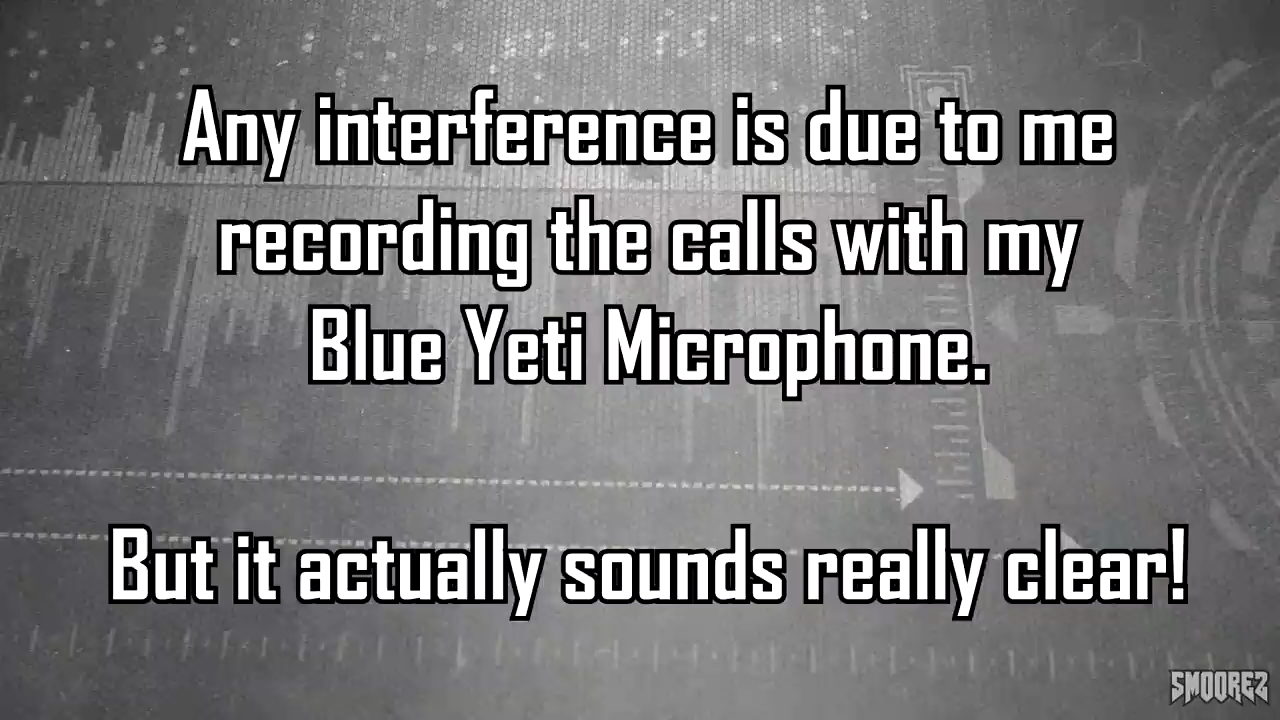 Any interference is due to me
recording the calls with my
Blue Yeti Microphone.
But it actually sounds really clear!
SMOOREZ